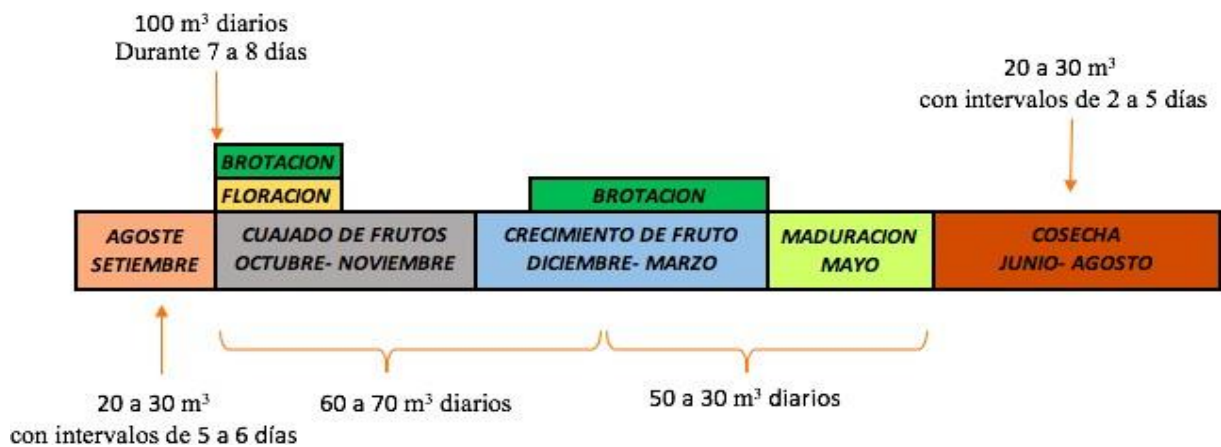 100 m³ diarios
Durante 7 a 8 días
20 a 30 m³
con intervalos de 2 a 5 días
BROTACION
FLORACION
BROTACION
AGOSTE
SETIEMBRE
CUAJADO DE FRUTOS
OCTUBRE- NOVIEMBRE
CRECIMIENTO DE FRUTO
DICIEMBRE- MARZO
MADURACION
MAYO
COSECHA
JUNIO- AGOSTO
20 a 30 m³
con intervalos de 5 a 6 días
60 a 70 m³ diarios
50 a 30 m³ diarios